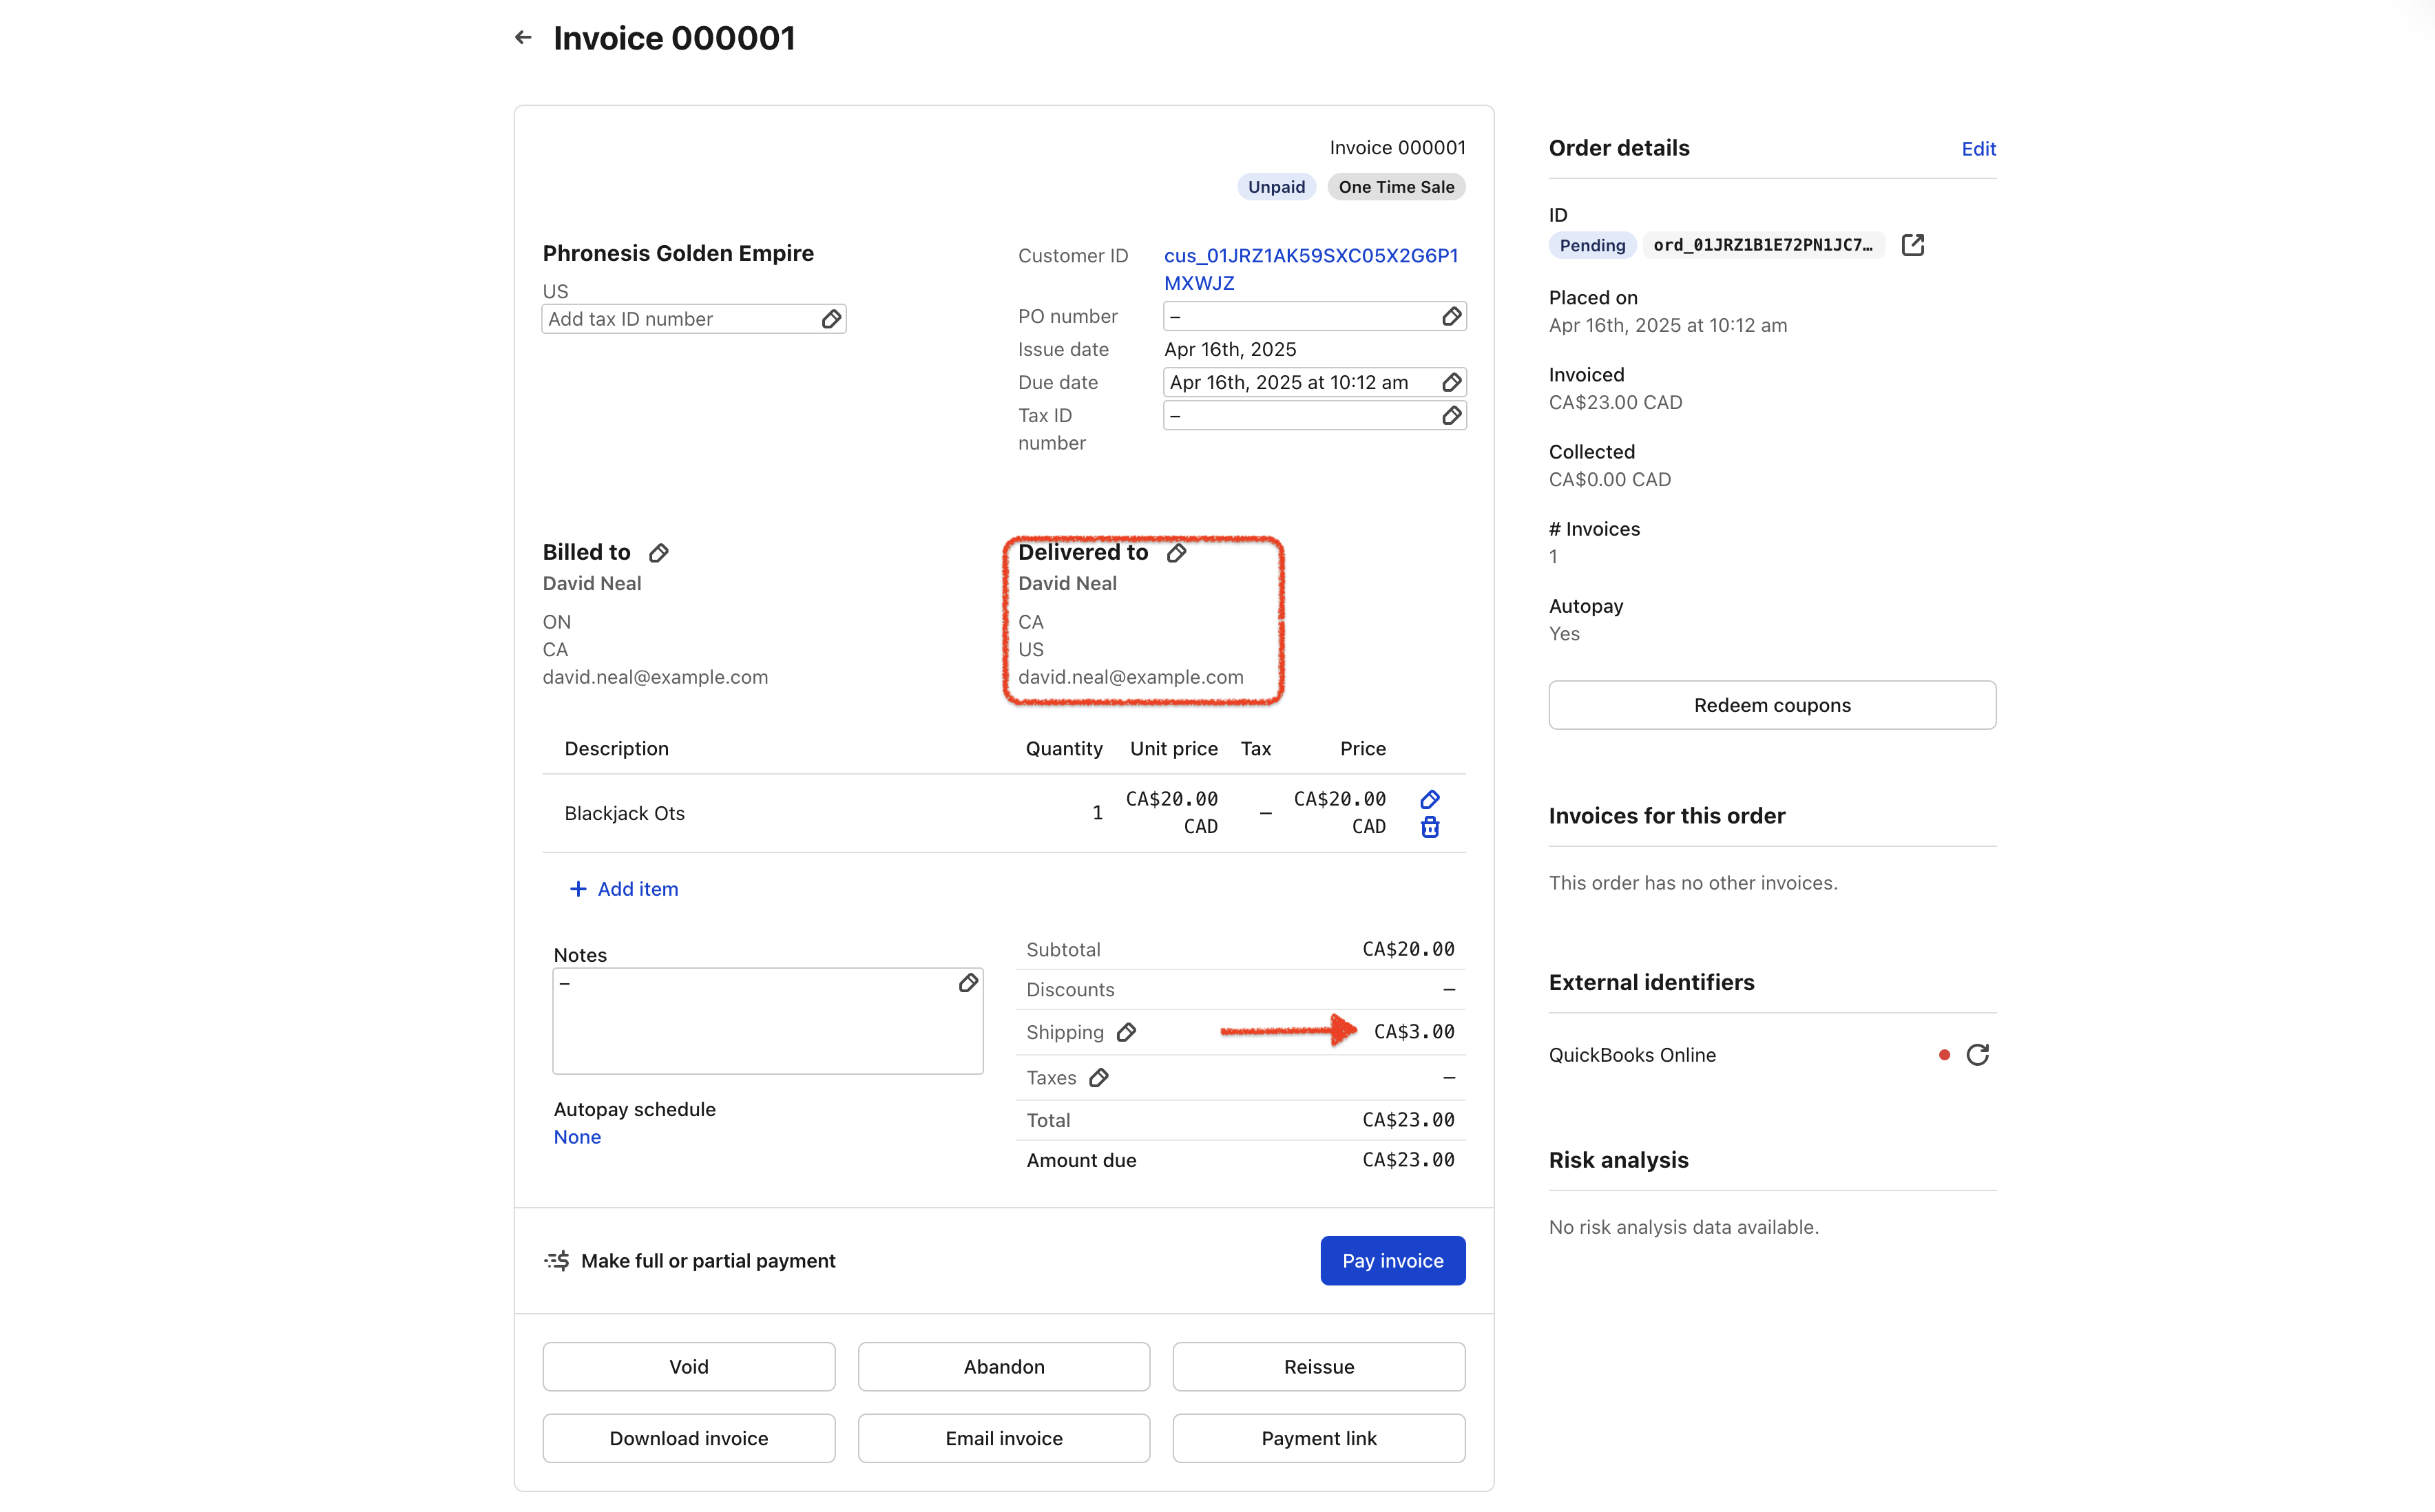 Invoice 000001
Invoice 000001
Unpaid One Time Sale
Phronesis Golden Empire
US
Add tax ID number
Customer ID cus_01JRZ1AK59SXC05X2G6P1
MXWJZ
PO number –
Issue date Apr 16th, 2025
Due date Apr 16th, 2025 at 10:12 am
Tax ID –
number
Billed to
David Neal
ON
CA
david.neal@example.com
Delivered to
David Neal
CA
US
david.neal@example.com
Description Quantity Unit price Tax Price
Blackjack Ots 1 CA$20.00 CAD – CA$20.00 CAD
+ Add item
Notes
–
Autopay schedule
None
Subtotal CA$20.00
Discounts –
Shipping CA$3.00
Taxes –
Total CA$23.00
Amount due CA$23.00
Make full or partial payment
Pay invoice
Void Abandon Reissue
Download invoice Email invoice Payment link
Order details Edit
ID
Pending ord_01JRZ1B1E72PN1JC7…
Placed on
Apr 16th, 2025 at 10:12 am
Invoiced
CA$23.00 CAD
Collected
CA$0.00 CAD
# Invoices
1
Autopay
Yes
Redeem coupons
Invoices for this order
This order has no other invoices.
External identifiers
QuickBooks Online
Risk analysis
No risk analysis data available.